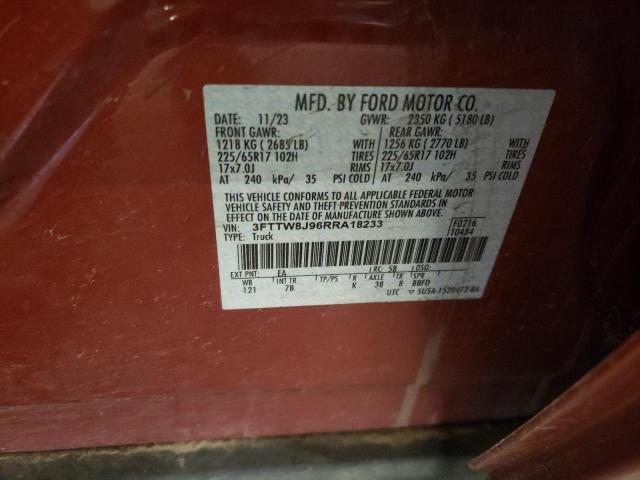 MFD. BY FORD MOTOR CO.
DATE: 11/23 GVWR: 2350 KG ( 5180 LB)
FRONT GAWR: REAR GAWR:
1218 KG ( 2685 LB) WITH 1256 KG ( 2770 LB) WITH
225/65R17 102H TIRES 225/65R17 102H TIRES
17x7.0J RIMS 17x7.0J RIMS
AT 240 kPa/ 35 PSI COLD AT 240 kPa/ 35 PSI COLD
THIS VEHICLE CONFORMS TO ALL APPLICABLE FEDERAL MOTOR
VEHICLE SAFETY AND THEFT PREVENTION STANDARDS IN
EFFECT ON THE DATE OF MANUFACTURE SHOWN ABOVE.
VIN: 3FTTW8J96RRA18233 F0216
TYPE: Truck T0484
EXT PNT: EA RC: 58 DSO:
WB INT TR TP/PS R AXLE TR SPR
121 7B K 3B 8 BBFD
UTC ▽ 5U5A-1520472-BA